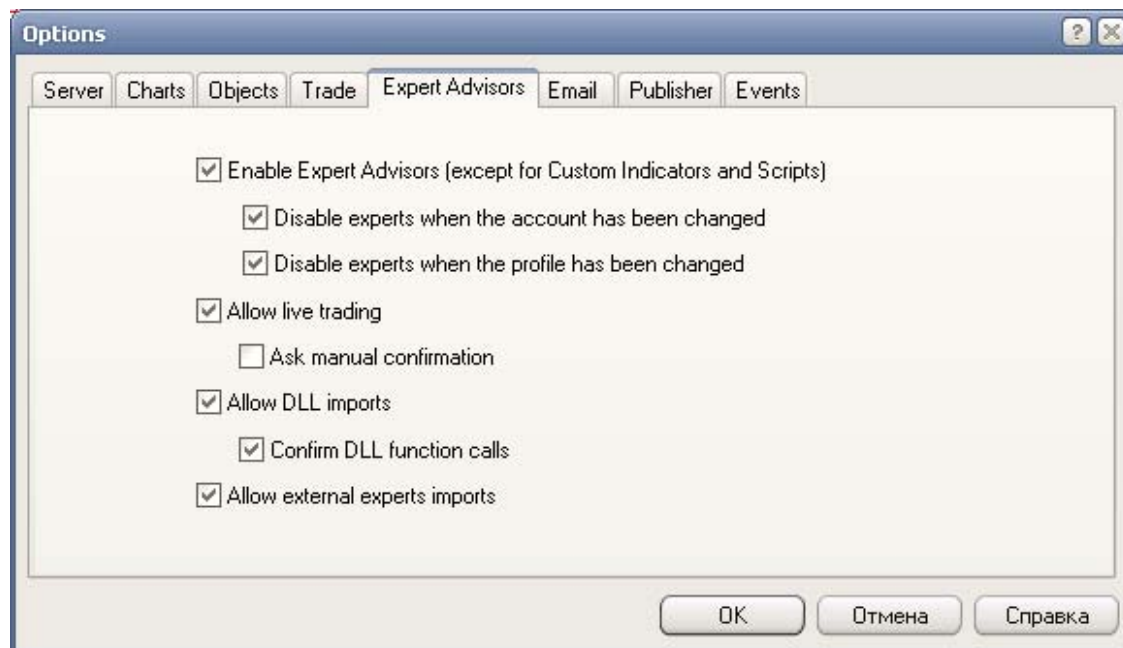 Options
Server Charts Objects Trade Expert Advisors Email Publisher Events
Enable Expert Advisors (except for Custom Indicators and Scripts)
Disable experts when the account has been changed
Disable experts when the profile has been changed
Allow live trading
Ask manual confirmation
Allow DLL imports
Confirm DLL function calls
Allow external experts imports
OK Отмена Справка